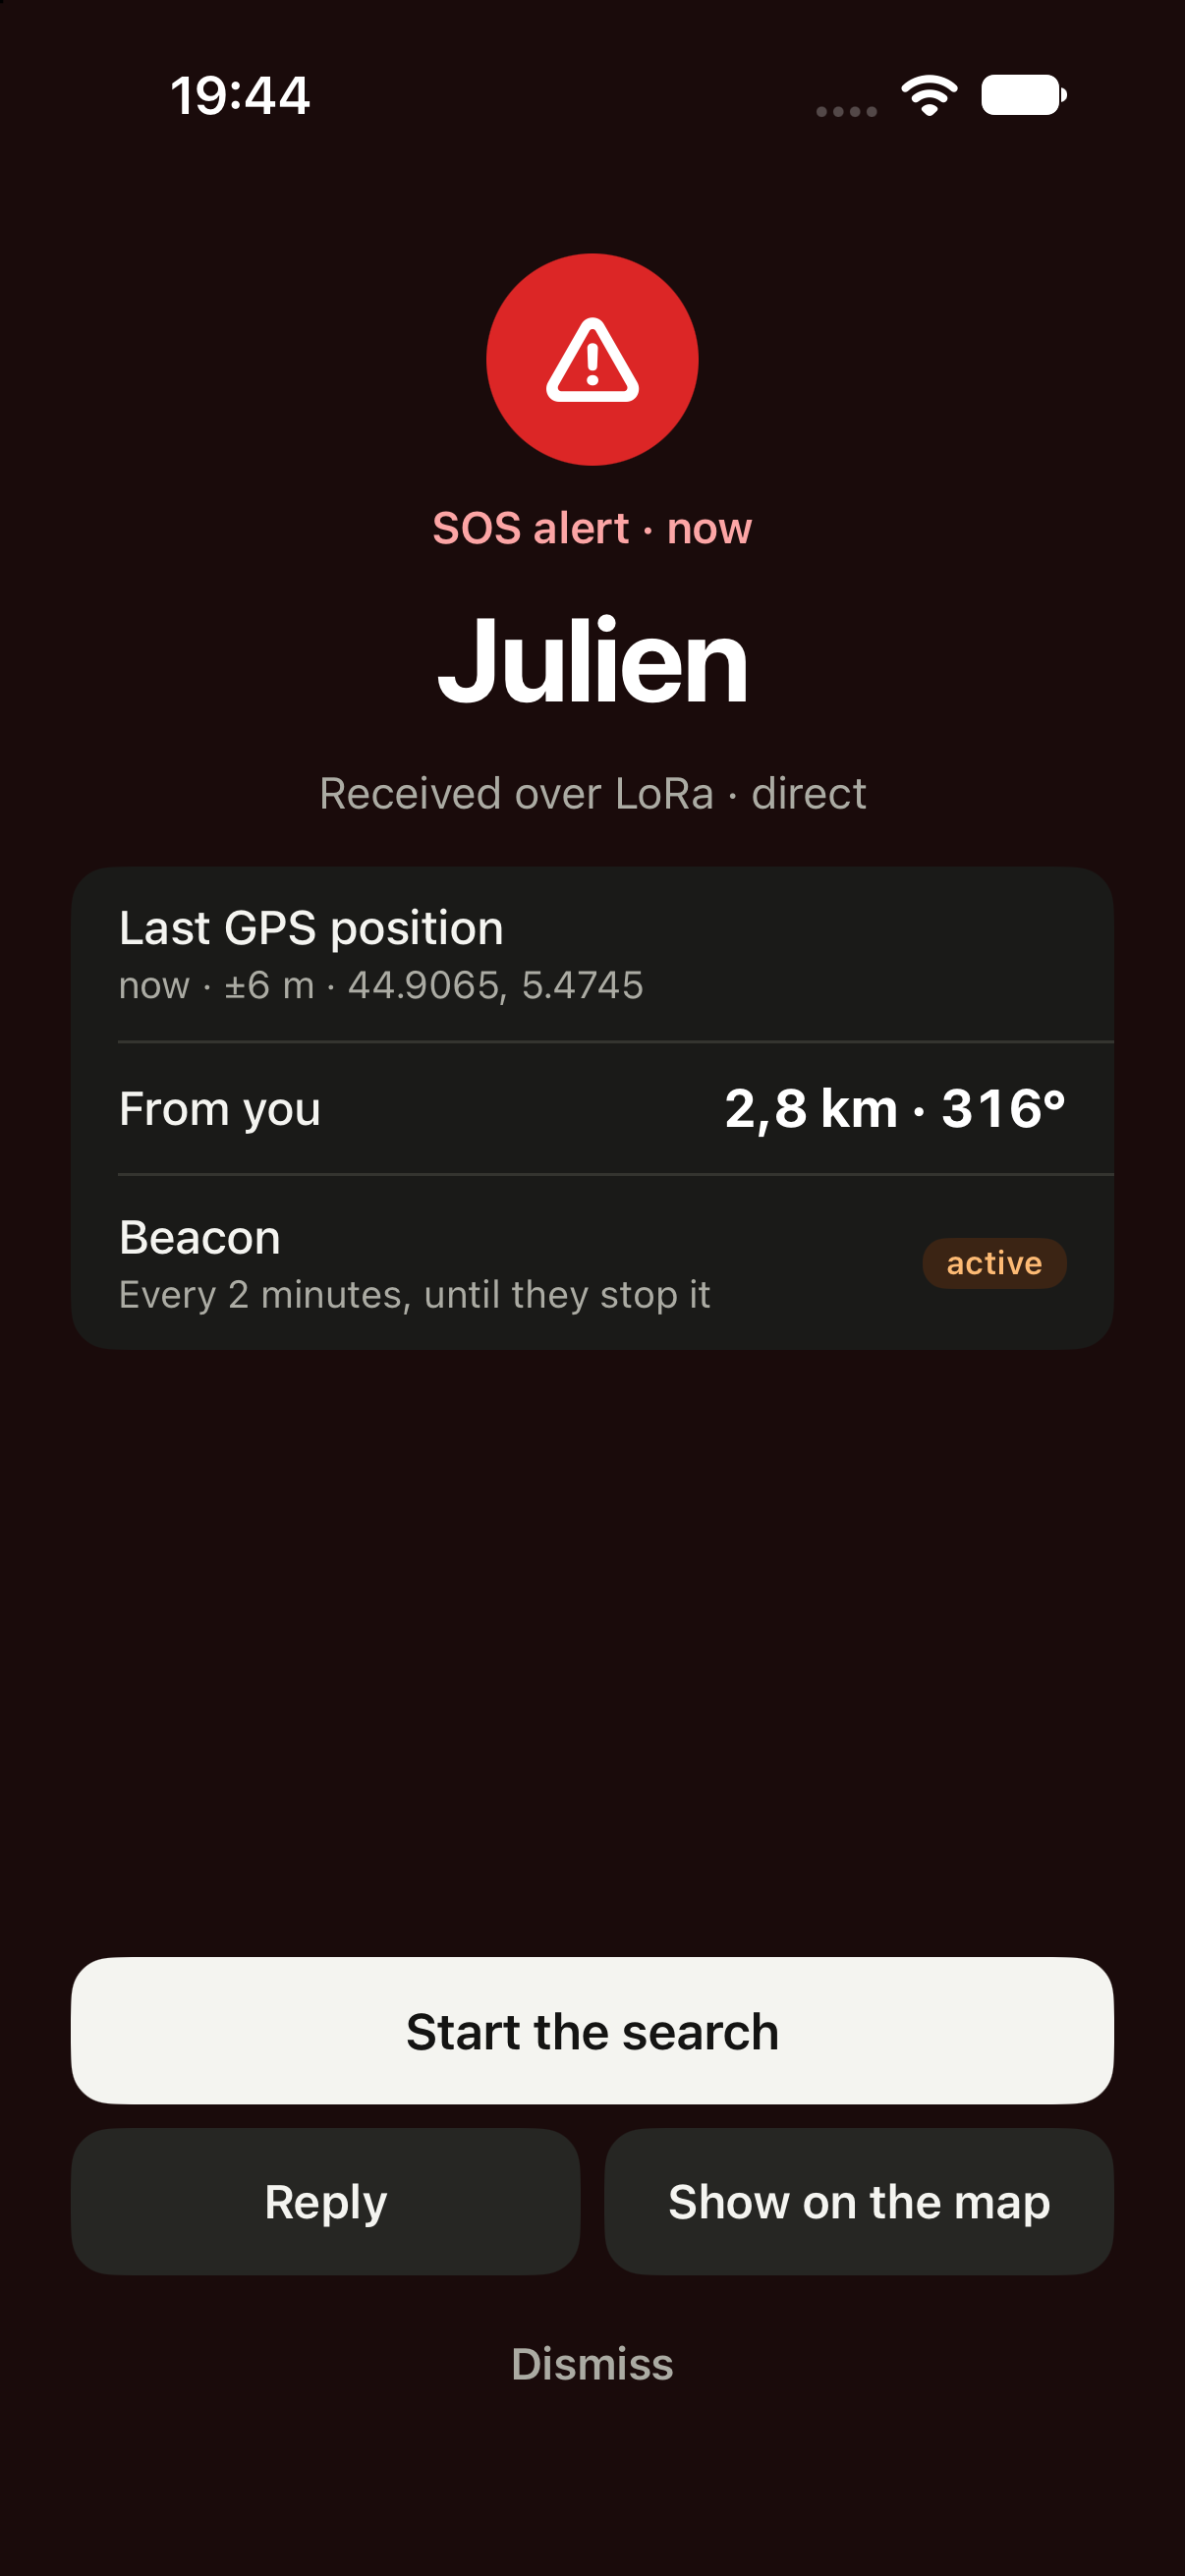 19:44
SOS alert · now
Julien
Received over LoRa · direct
Last GPS position
now · ±6 m · 44.9065, 5.4745
From you
2,8 km · 316°
Beacon
Every 2 minutes, until they stop it
active
Start the search
Reply
Show on the map
Dismiss